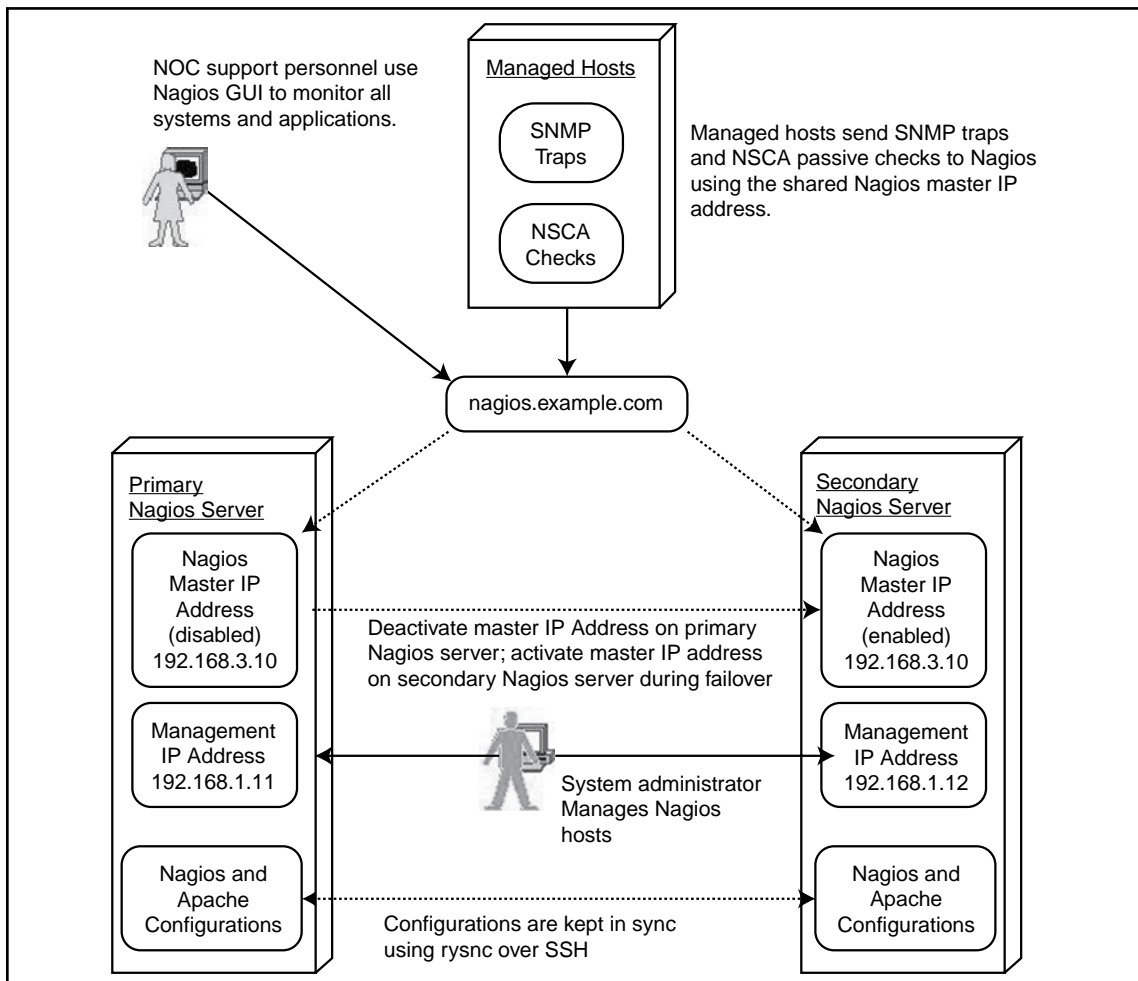 NOC support personnel use
Nagios GUI to monitor all
systems and applications.
Managed Hosts
SNMP
Traps
NSCA
Checks
Managed hosts send SNMP traps
and NSCA passive checks to Nagios
using the shared Nagios master IP
address.
nagios.example.com
Primary
Nagios Server
Nagios
Master IP
Address
(disabled)
192.168.3.10
Management
IP Address
192.168.1.11
Nagios and
Apache
Configurations
Deactivate master IP Address on primary
Nagios server; activate master IP address
on secondary Nagios server during failover
System administrator
Manages Nagios
hosts
Configurations are kept in sync
using rysnc over SSH
Secondary
Nagios Server
Nagios
Master IP
Address
(enabled)
192.168.3.10
Management
IP Address
192.168.1.12
Nagios and
Apache
Configurations